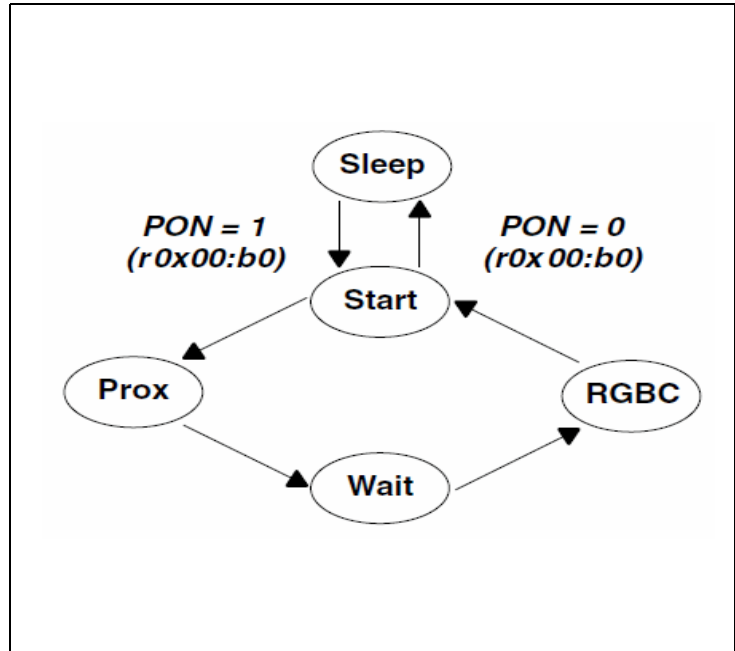 Sleep
PON = 1
(r0x00:b0)
PON = 0
(r0x00:b0)
Start
Prox
RGBC
Wait